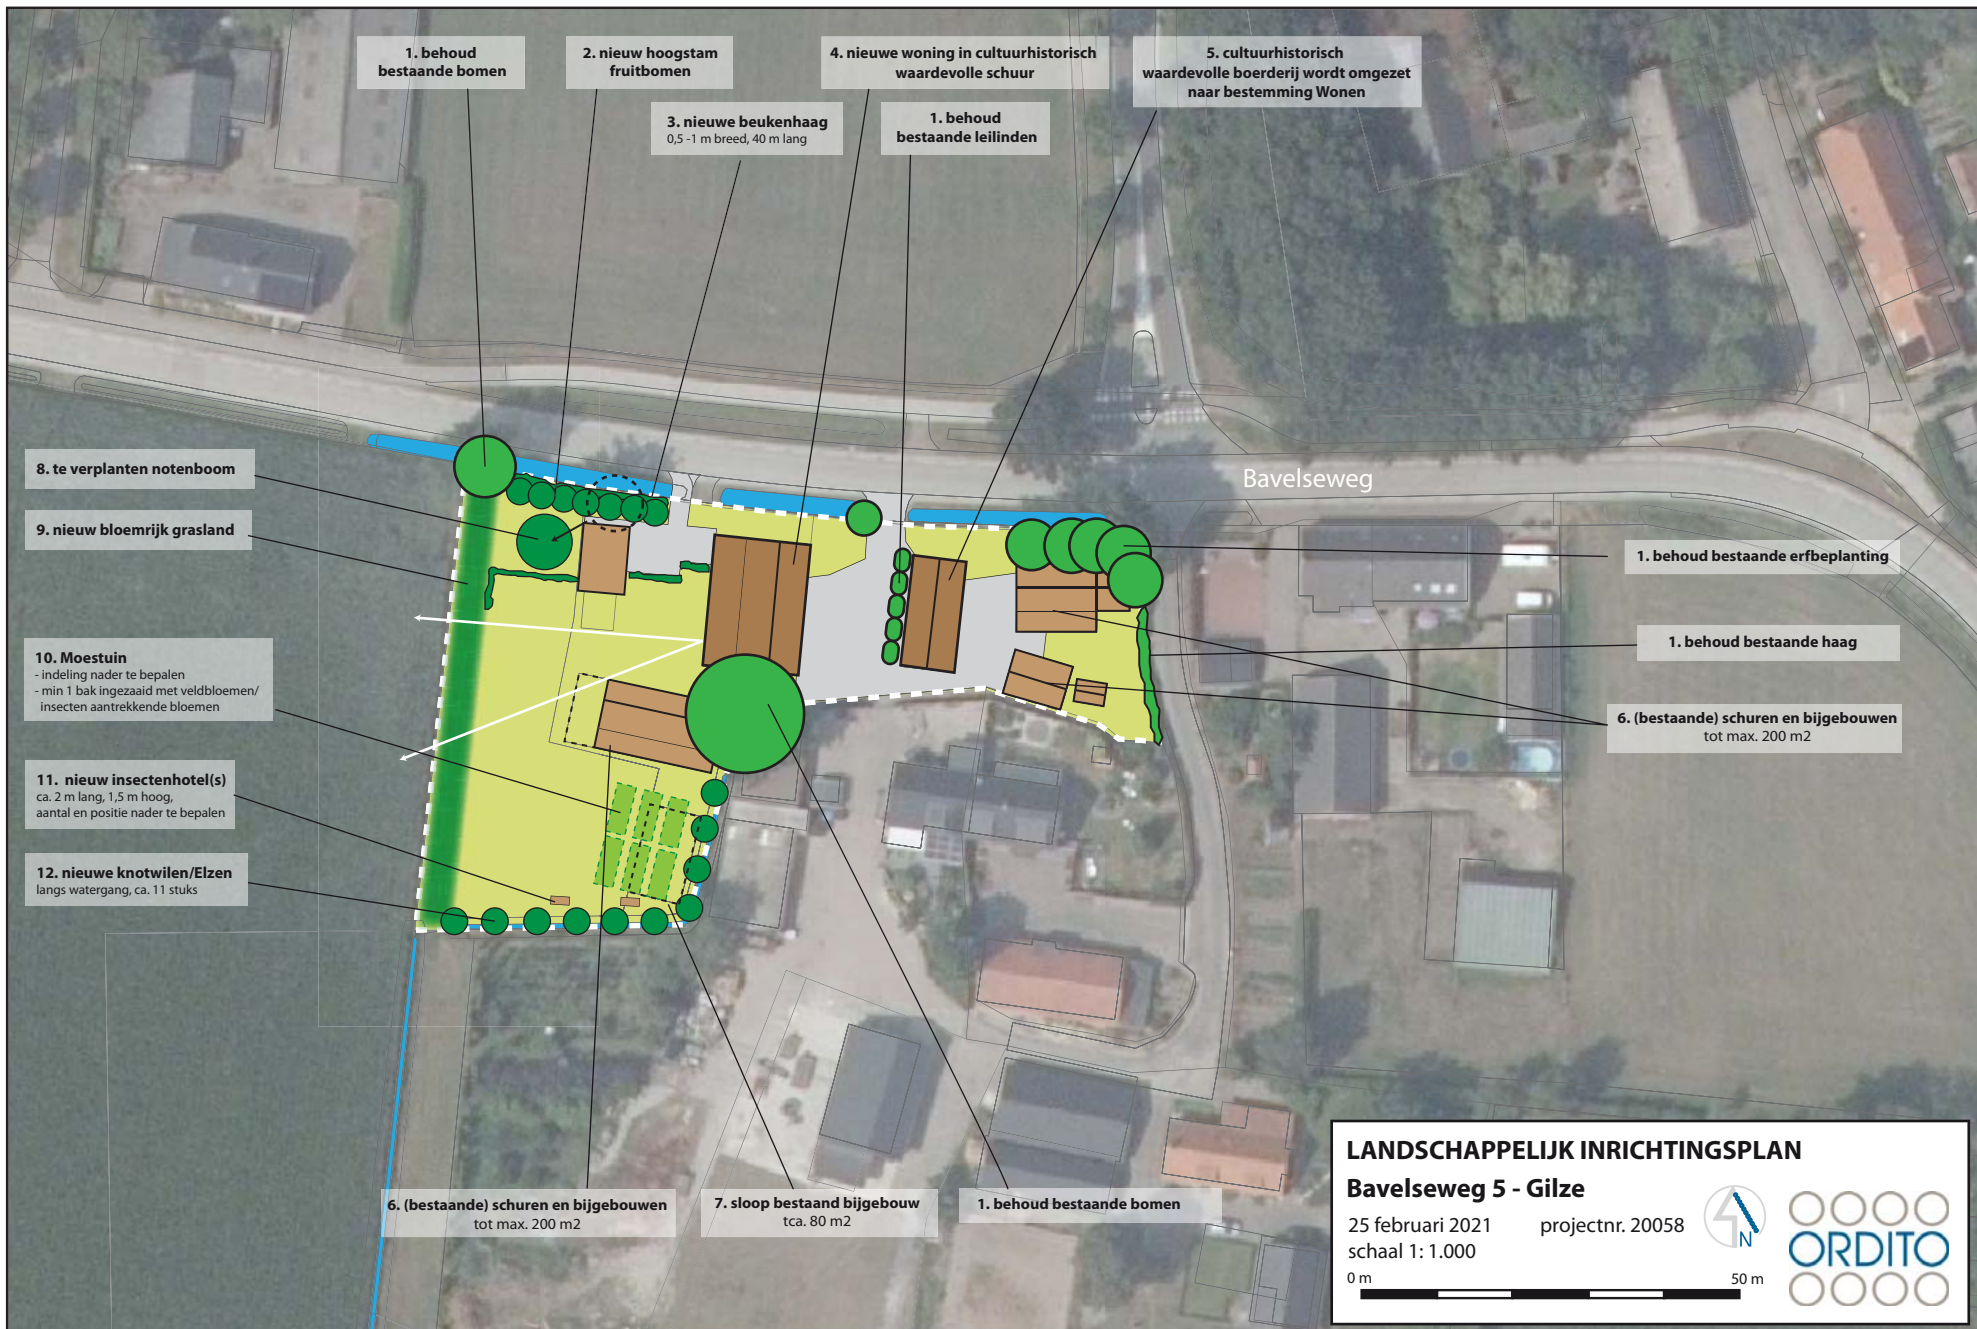 1. behoud
bestaande bomen
2. nieuw hoogstam
fruitbomen
3. nieuwe beukenhaag
0,5 -1 m breed, 40 m lang
4. nieuwe woning in cultuurhistorisch
waardevolle schuur
1. behoud
bestaande leilinden
5. cultuurhistorisch
waardevolle boerderij wordt omgezet
naar bestemming Wonen
8. te verplanten notenboom
9. nieuw bloemrijk grasland
Bavelseweg
1. behoud bestaande erfbeplanting
1. behoud bestaande haag
10. Moestuin
- indeling nader te bepalen
- min 1 bak ingezaaid met veldbloemen/
insecten aantrekkende bloemen
6. (bestaande) schuren en bijgebouwen
tot max. 200 m2
11. nieuw insectenhotel(s)
ca. 2 m lang, 1,5 m hoog,
aantal en positie nader te bepalen
12. nieuwe knotwilen/Elzen
langs watergang, ca. 11 stuks
6. (bestaande) schuren en bijgebouwen
tot max. 200 m2
7. sloop bestaand bijgebouw
tca. 80 m2
1. behoud bestaande bomen
LANDSCHAPPELIJK INRICHTINGSPLAN
Bavelseweg 5 - Gilze
25 februari 2021 projectnr. 20058
schaal 1: 1.000
N
0 m 50 m
ORDITO